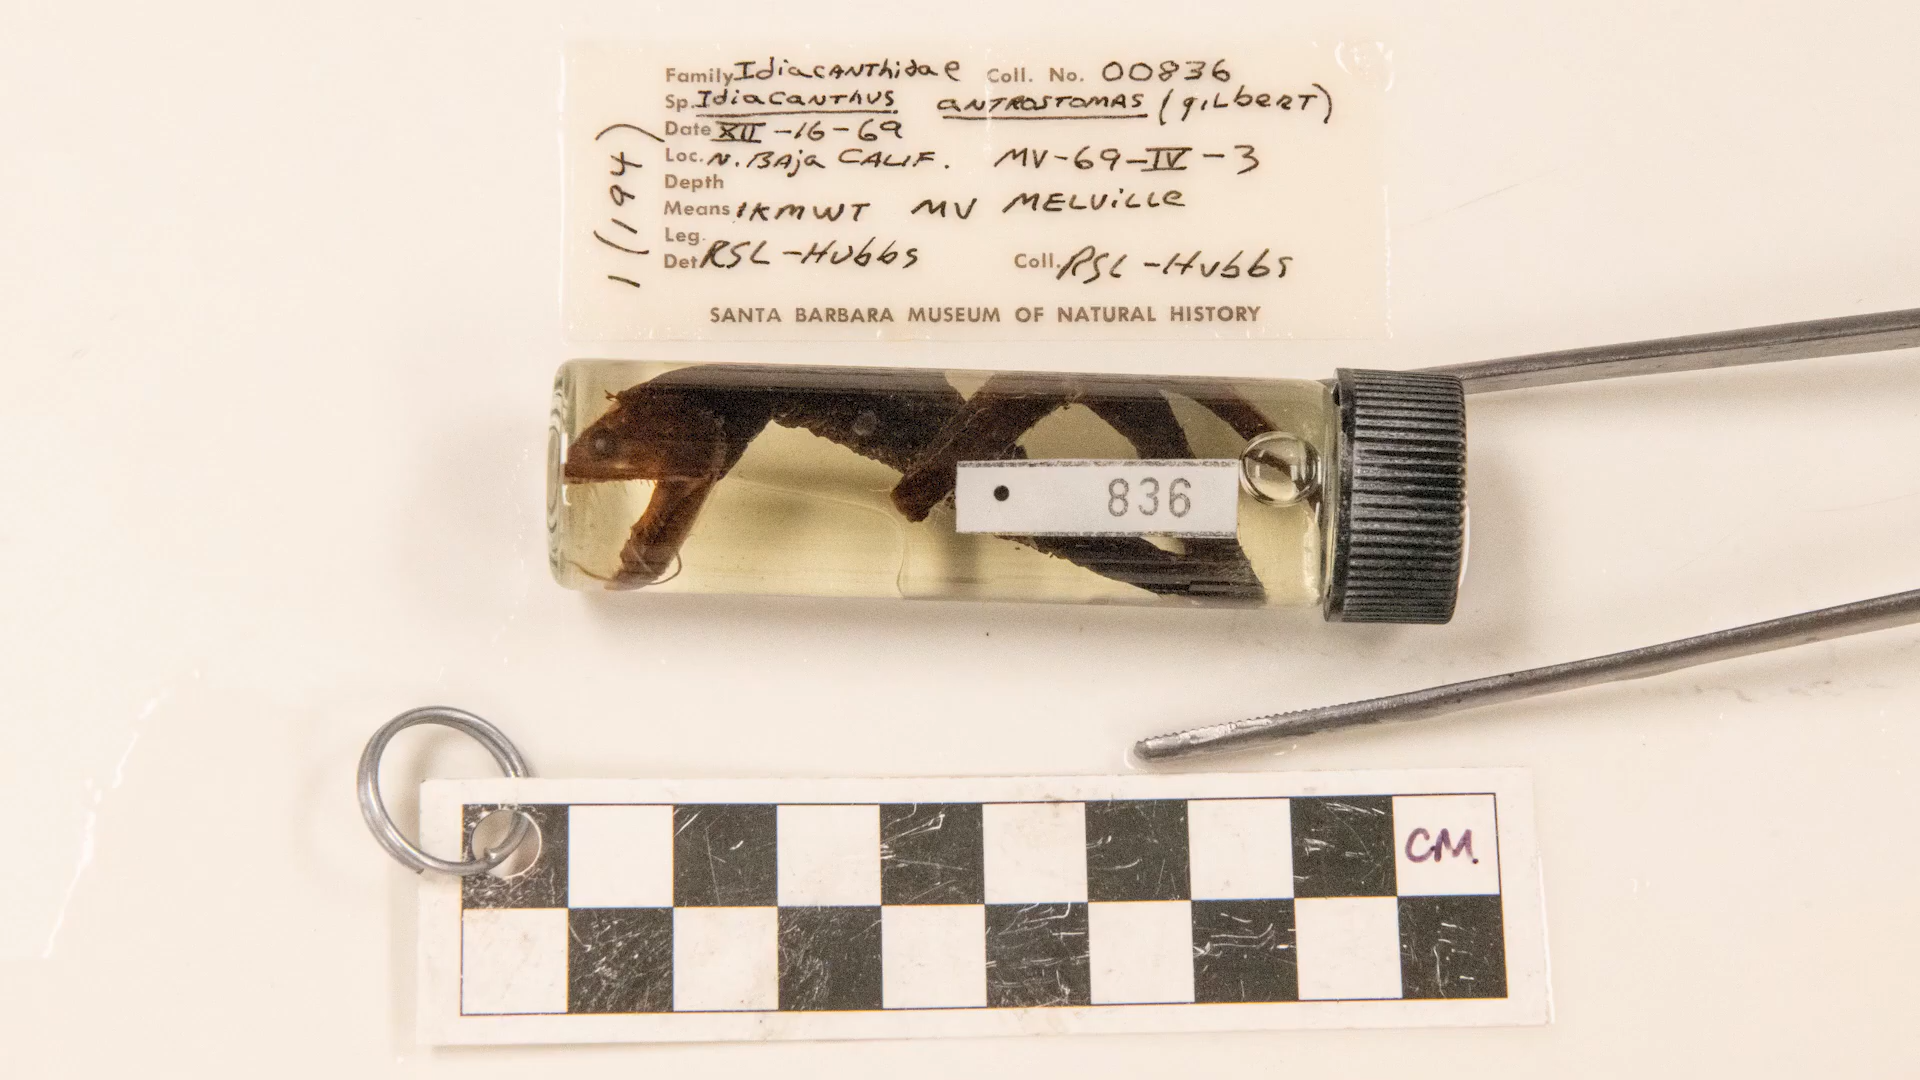 Family Idiacanthidae Coll. No. 00836
Sp. Idiacanthus antrostomas (gilbert)
Date XII-16-69
Loc. N. Baja CALIF. MV-69-IV-3
Depth
Means IKMWT MV MELVILLE
Leg.
Det. RSL-Hubbs Coll. RSL-Hubbs
1(194)
SANTA BARBARA MUSEUM OF NATURAL HISTORY
836
CM.